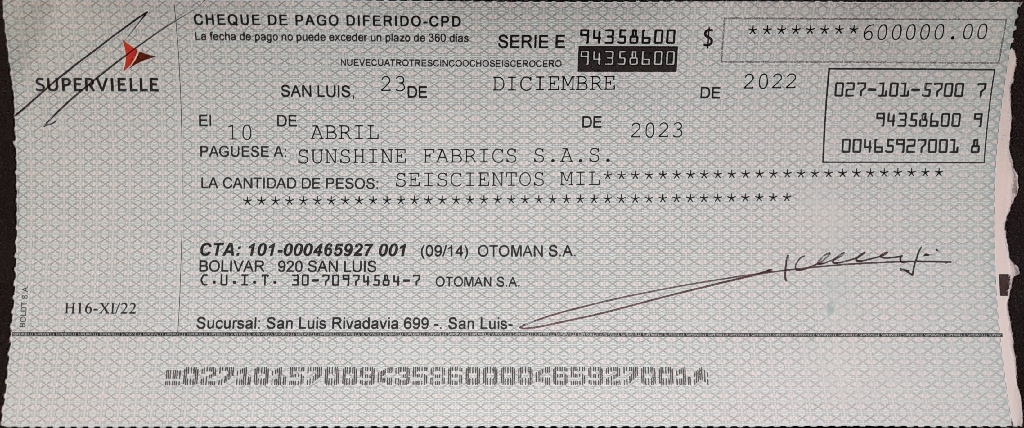 CHEQUE DE PAGO DIFERIDO-CPD
La fecha de pago no puede exceder un plazo de 360 días
SERIE E 94358600 $ ********600000.00
NUEVECUATROTRESCINCOOCHOSEISCEROCERO 94358600
SUPERVIELLE
SAN LUIS, 23 DE DICIEMBRE DE 2022
027-101-5700 7
94358600 9
00465927001 8
El 10 DE ABRIL DE 2023
PAGUESE A: SUNSHINE FABRICS S.A.S.
LA CANTIDAD DE PESOS: SEISCIENTOS MIL*************************
****************************************
CTA: 101-000465927 001 (09/14) OTOMAN S.A.
BOLIVAR 920 SAN LUIS
C.U.I.T. 30-70974584-7 OTOMAN S.A.
H16-XI/22
Sucursal: San Luis Rivadavia 699 -. San Luis-
BOLDT S.A.
02710157009435860000465927001